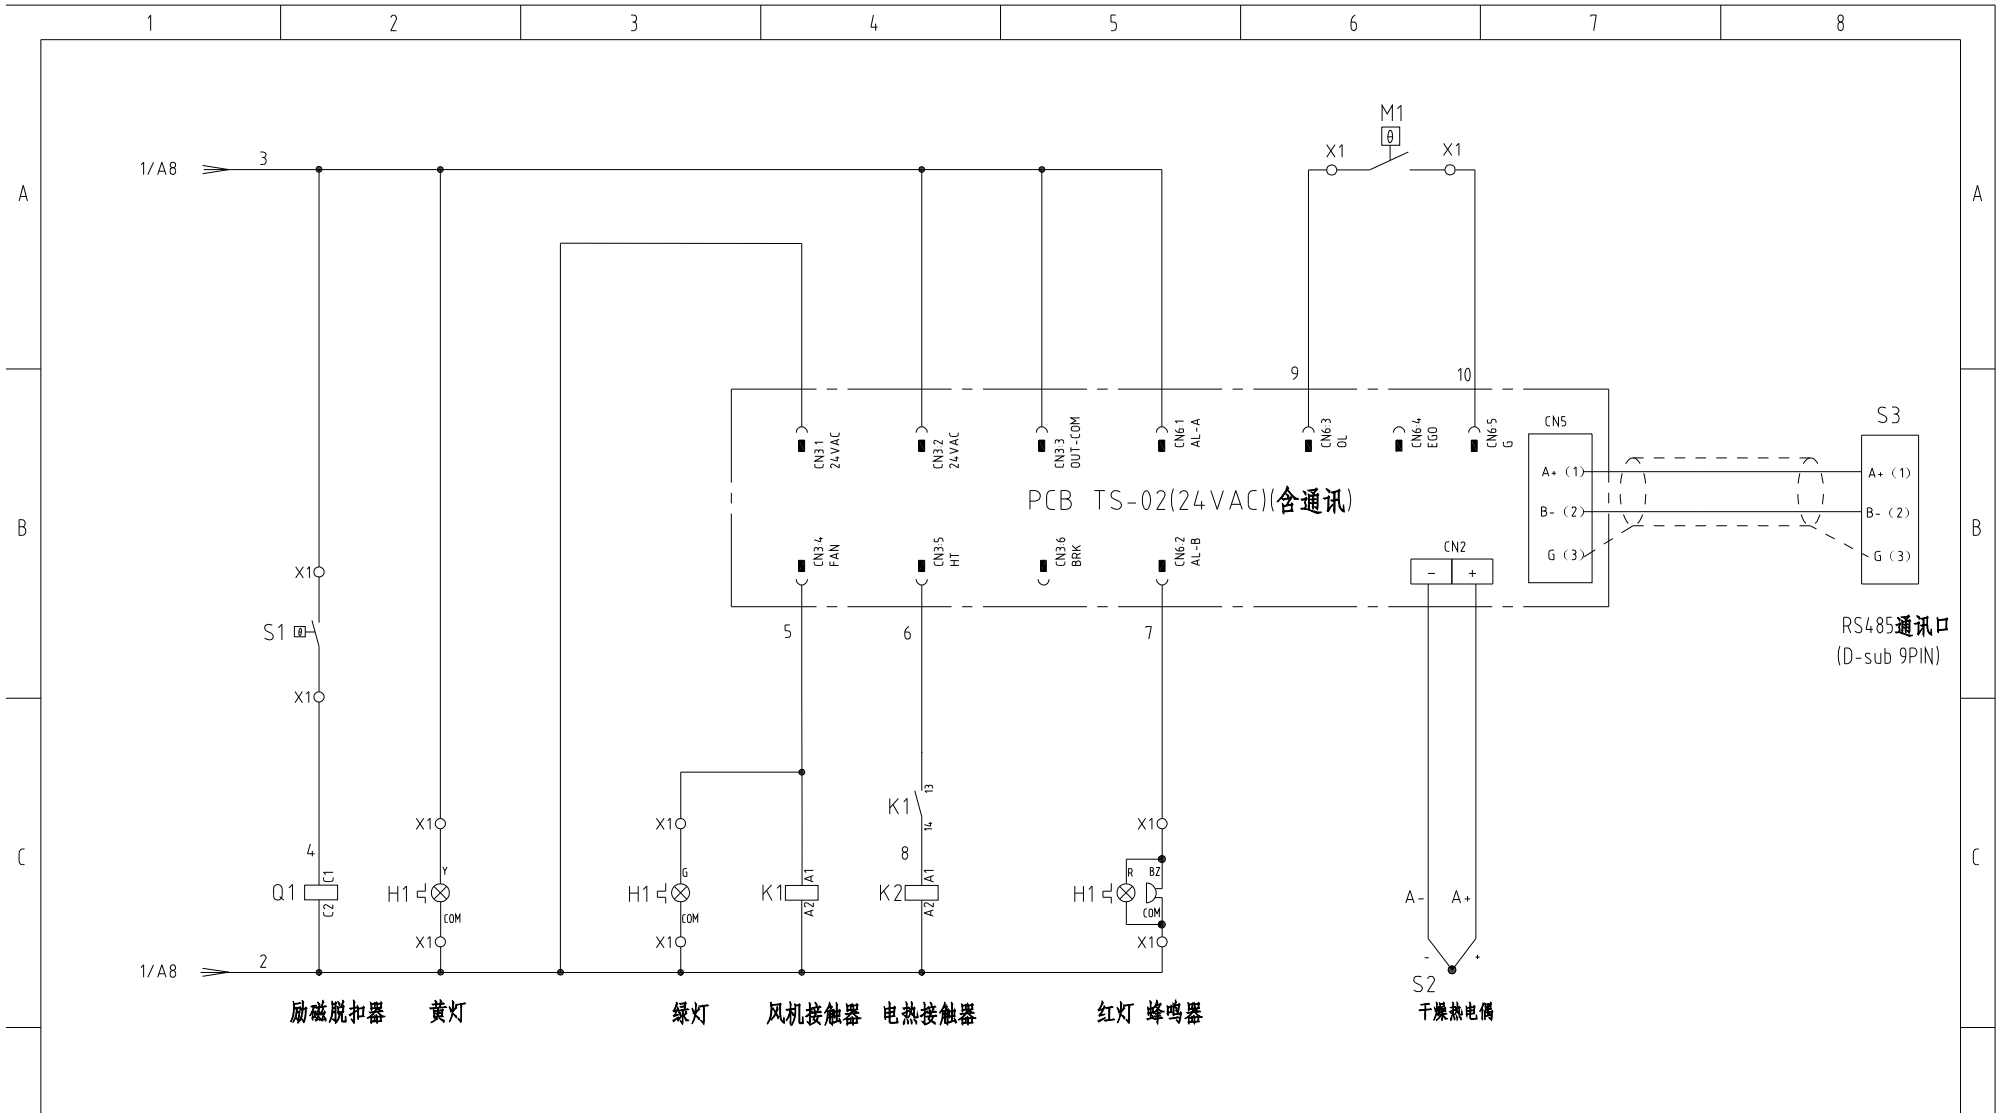 1 2 3 4 5 6 7 8
M1
θ
X1 X1
1/A8 3
A A
9 10
CN3:1
24VAC
CN3:2
24VAC
CN3:3
OUT-COM
CN6:1
AL-A
CN6:3
OL
CN6:4
EGO
CN6:5
G
CN5
S3
A+ (1) A+ (1)
PCB TS-02(24VAC)(含通讯)
B- (2) B- (2)
B B
CN3:4
FAN
CN3:5
HT
CN3:6
BRK
CN6:2
AL-B
CN2
- +
G (3) G (3)
X1
S1 θ
5 6 7
RS485通讯口
(D-sub 9PIN)
X1
K1 13
14
X1 X1 X1
4 8
C C
Q1 C1
C2
H1 Y
COM
H1 G
COM
K1 A1
A2
K2 A1
A2
H1 R BZ
COM
A- A+
X1 X1 X1
1/A8 2
- +
S2
励磁脱扣器 黄灯 绿灯 风机接触器 电热接触器 红灯 蜂鸣器 干燥热电偶